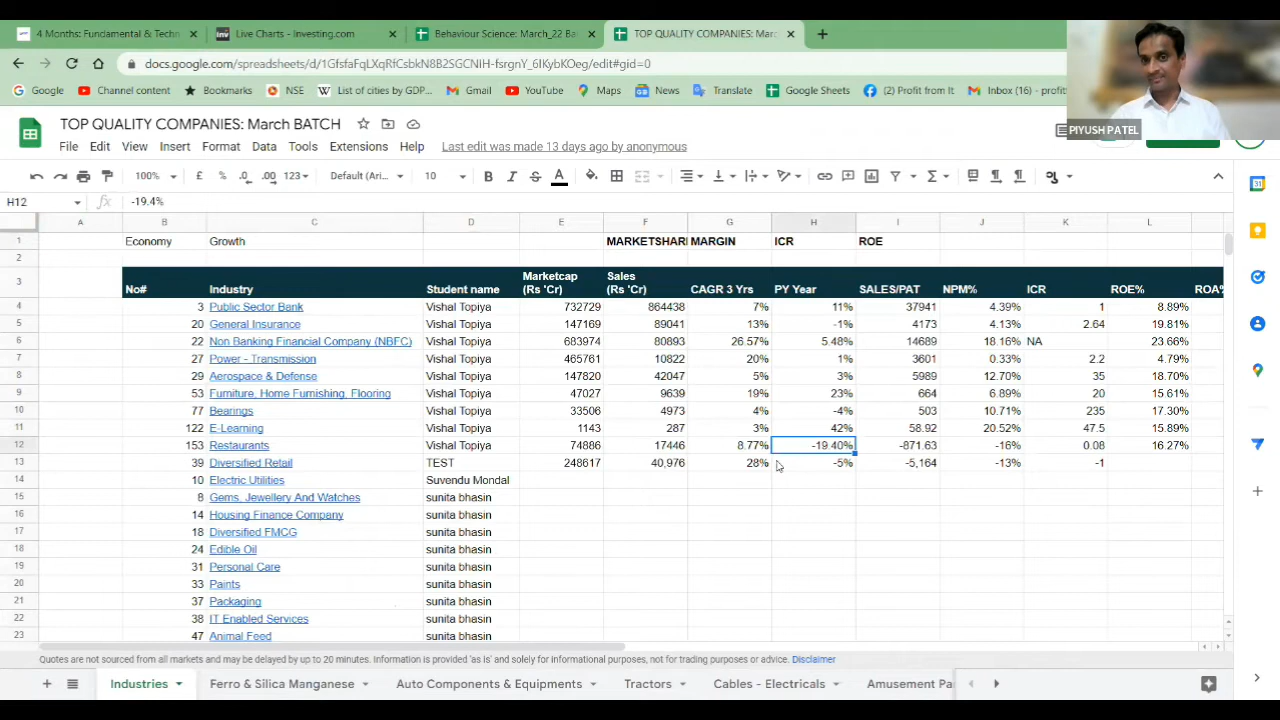 4 Months: Fundamental & Techn
Live Charts - Investing.com
Behaviour Science: March_22 Ba
TOP QUALITY COMPANIES: Marc
docs.google.com/spreadsheets/d/1GfsfaFqLXqRfCsbkN8B2SGCNIH-fsrgnY_6IKybKOeg/edit#gid=0
Google
Channel content
Bookmarks
NSE
List of cities by GDP...
Gmail
YouTube
Maps
News
Translate
Google Sheets
(2) Profit from It
Inbox (16) - profit
PIYUSH PATEL
TOP QUALITY COMPANIES: March BATCH
File Edit View Insert Format Data Tools Extensions Help Last edit was made 13 days ago by anonymous
100% £ % .0 .00 123 Default (Ari... 10 B I S A
H12 fx -19.4%
A B C D E F G H I J K L
1 Economy Growth MARKETSHARI MARGIN ICR ROE
2
3 No# Industry Student name Marketcap (Rs 'Cr) Sales (Rs 'Cr) CAGR 3 Yrs PY Year SALES/PAT NPM% ICR ROE% ROA%
4 3 Public Sector Bank Vishal Topiya 732729 864438 7% 11% 37941 4.39% 1 8.89%
5 20 General Insurance Vishal Topiya 147169 89041 13% -1% 4173 4.13% 2.64 19.81%
6 22 Non Banking Financial Company (NBFC) Vishal Topiya 683974 80893 26.57% 5.48% 14689 18.16% NA 23.66%
7 27 Power - Transmission Vishal Topiya 465761 10822 20% 1% 3601 0.33% 2.2 4.79%
8 29 Aerospace & Defense Vishal Topiya 147820 42047 5% 3% 5989 12.70% 35 18.70%
9 53 Furniture, Home Furnishing, Flooring Vishal Topiya 47027 9639 19% 23% 664 6.89% 20 15.61%
10 77 Bearings Vishal Topiya 33506 4973 4% -4% 503 10.71% 235 17.30%
11 122 E-Learning Vishal Topiya 1143 287 3% 42% 58.92 20.52% 47.5 15.89%
12 153 Restaurants Vishal Topiya 74886 17446 8.77% -19.40% -871.63 -16% 0.08 16.27%
13 39 Diversified Retail TEST 248617 40,976 28% -5% -5,164 -13% -1
14 10 Electric Utilities Suvendu Mondal
15 8 Gems, Jewellery And Watches sunita bhasin
16 14 Housing Finance Company sunita bhasin
17 18 Diversified FMCG sunita bhasin
18 24 Edible Oil sunita bhasin
19 31 Personal Care sunita bhasin
20 33 Paints sunita bhasin
21 37 Packaging sunita bhasin
22 38 IT Enabled Services sunita bhasin
23 47 Animal Feed sunita bhasin
Quotes are not sourced from all markets and may be delayed by up to 20 minutes. Information is provided 'as is' and solely for informational purposes, not for trading purposes or advice. Disclaimer
Industries Ferro & Silica Manganese Auto Components & Equipments Tractors Cables - Electricals Amusement Pa